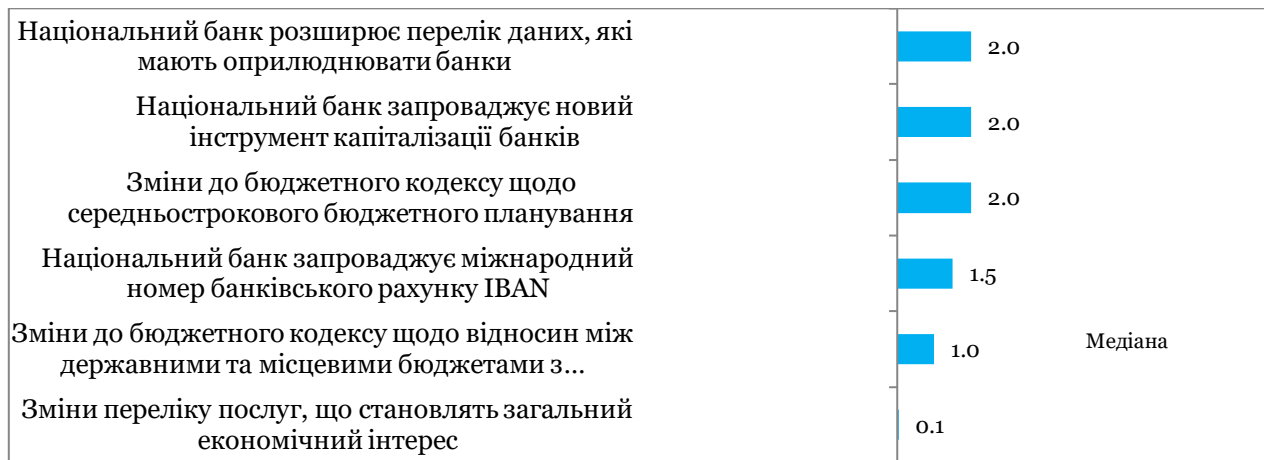 Національний банк розширює перелік даних, які
мають оприлюднювати банки
2.0
Національний банк запроваджує новий
інструмент капіталізації банків
2.0
Зміни до бюджетного кодексу щодо
середньострокового бюджетного планування
2.0
Національний банк запроваджує міжнародний
номер банківського рахунку IBAN
1.5
Зміни до бюджетного кодексу щодо відносин між
державними та місцевими бюджетами з...
1.0
Медіана
Зміни переліку послуг, що становлять загальний
економічний інтерес
0.1